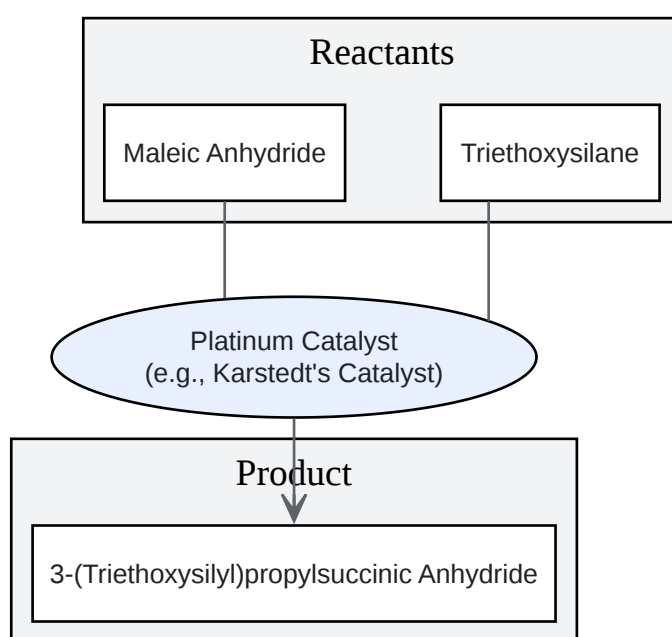 Reactants
Maleic Anhydride
Triethoxysilane
Platinum Catalyst
(e.g., Karstedt's Catalyst)
Product
3-(Triethoxysilyl)propylsuccinic Anhydride